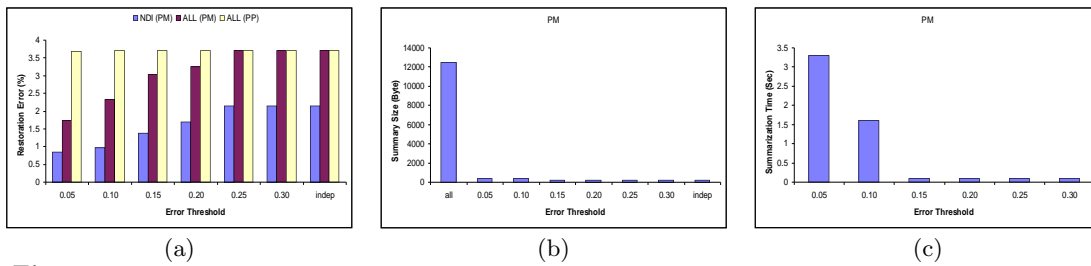 NDI (PM) ALL (PM) ALL (PP)
Restoration Error (%)
4
3.5
3
2.5
2
1.5
1
0.5
0
0.05 0.10 0.15 0.20 0.25 0.30 indep
Error Threshold
(a)
PM
Summary Size (Byte)
14000
12000
10000
8000
6000
4000
2000
0
all 0.05 0.10 0.15 0.20 0.25 0.30 indep
Error Threshold
(b)
PM
Summarization Time (Sec)
3.5
3
2.5
2
1.5
1
0.5
0
0.05 0.10 0.15 0.20 0.25 0.30
Error Threshold
(c)